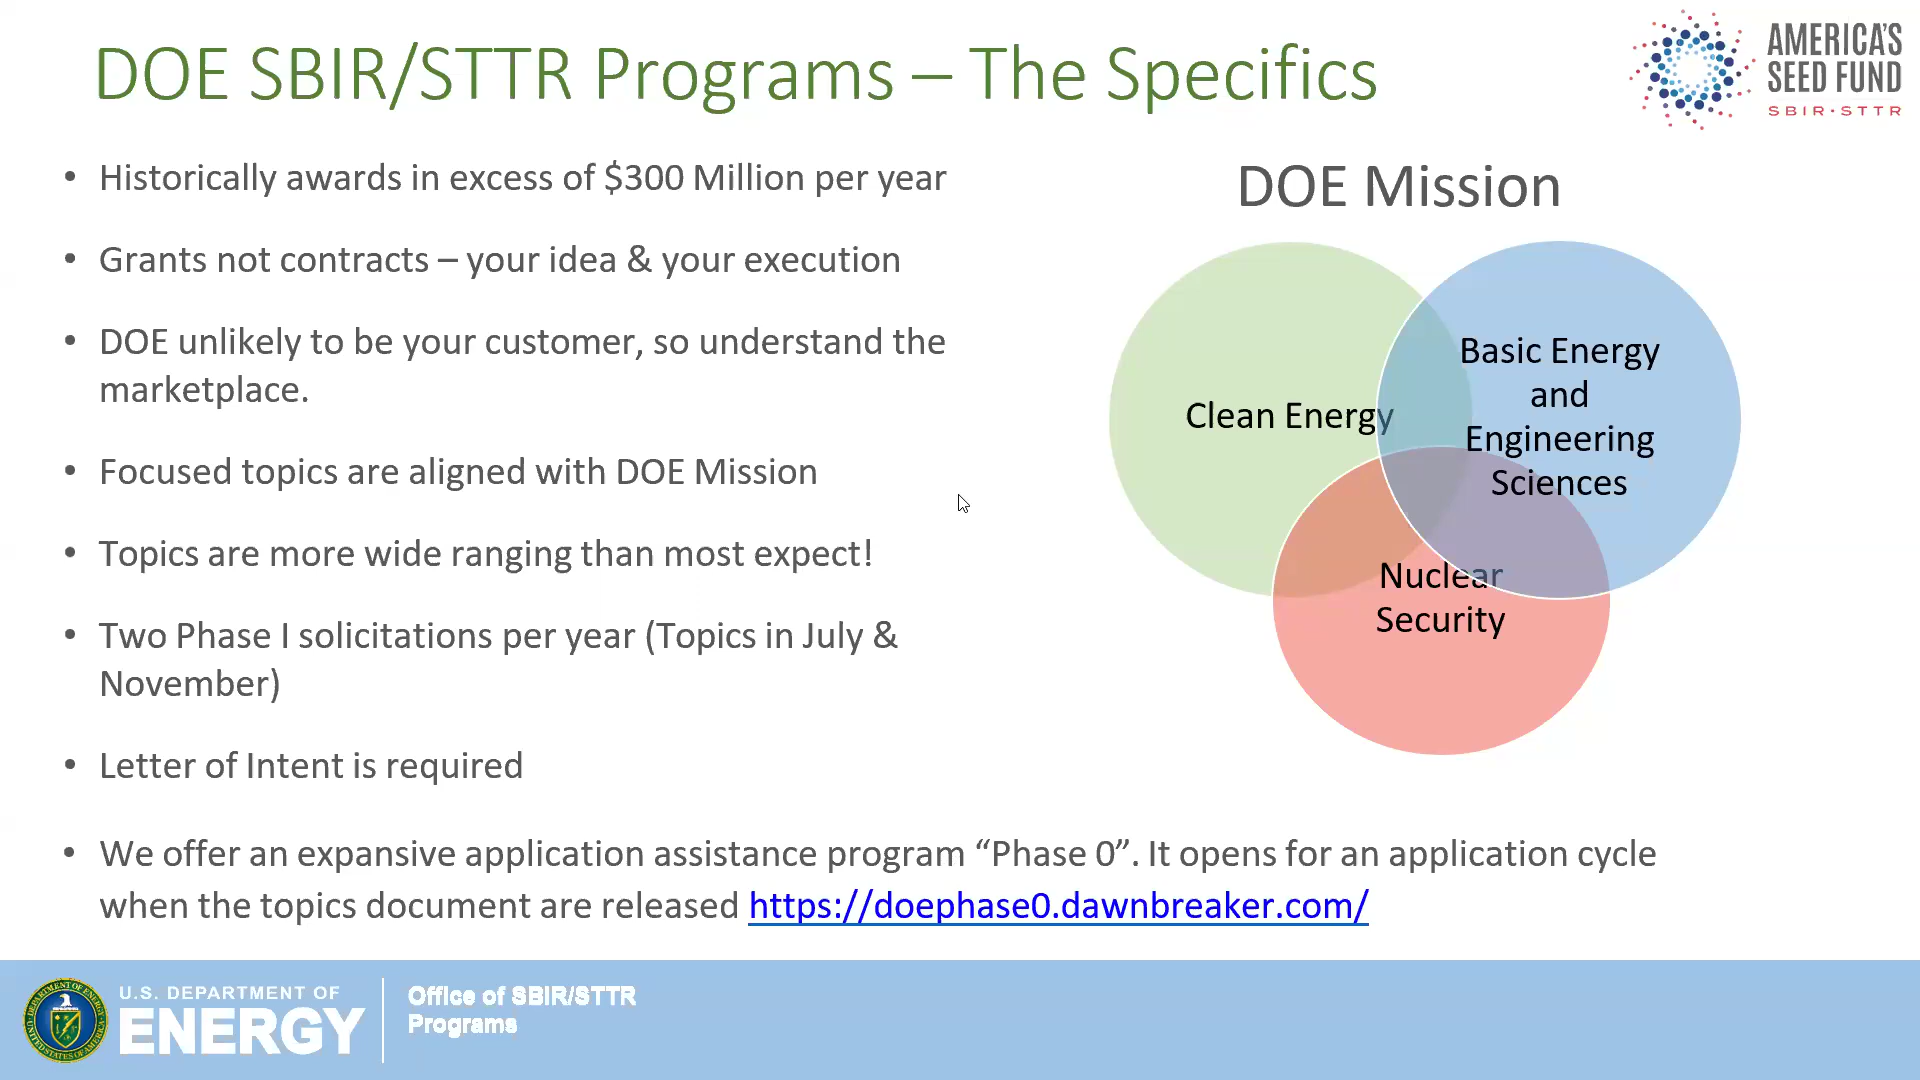 DOE SBIR/STTR Programs – The Specifics
AMERICA'S
SEED FUND
SBIR·STTR
• Historically awards in excess of $300 Million per year
• Grants not contracts – your idea & your execution
• DOE unlikely to be your customer, so understand the
marketplace.
• Focused topics are aligned with DOE Mission
• Topics are more wide ranging than most expect!
• Two Phase I solicitations per year (Topics in July &
November)
• Letter of Intent is required
• We offer an expansive application assistance program “Phase 0”. It opens for an application cycle
when the topics document are released https://doephase0.dawnbreaker.com/
DOE Mission
Clean Energy
Basic Energy
and
Engineering
Sciences
Nuclear
Security
U.S. DEPARTMENT OF
ENERGY
Office of SBIR/STTR
Programs